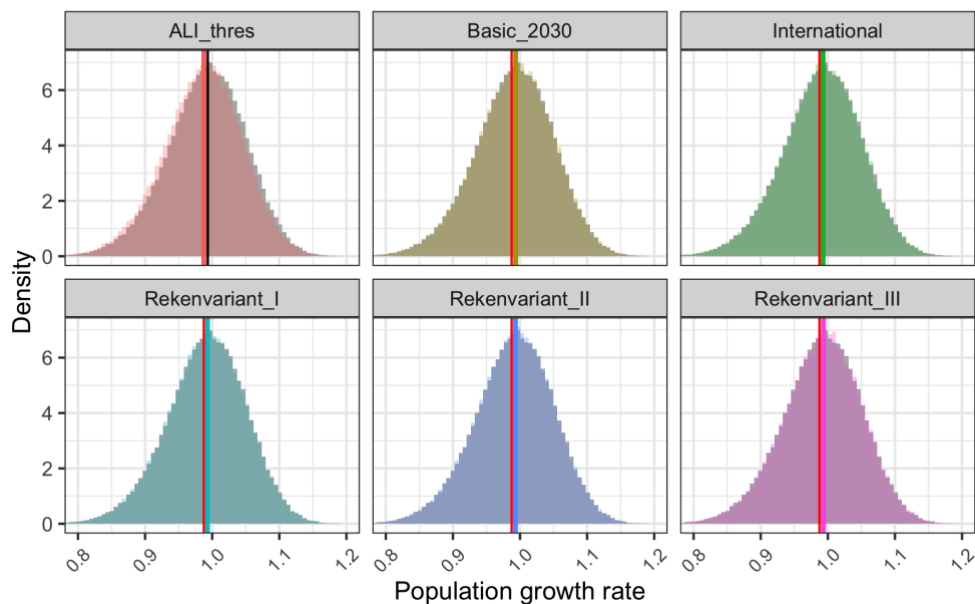 ALI_thres
Basic_2030
International
6
4
2
0
Density
Rekenvariant_I
Rekenvariant_II
Rekenvariant_III
6
4
2
0
0.8 0.9 1.0 1.1 1.2
0.8 0.9 1.0 1.1 1.2
0.8 0.9 1.0 1.1 1.2
Population growth rate